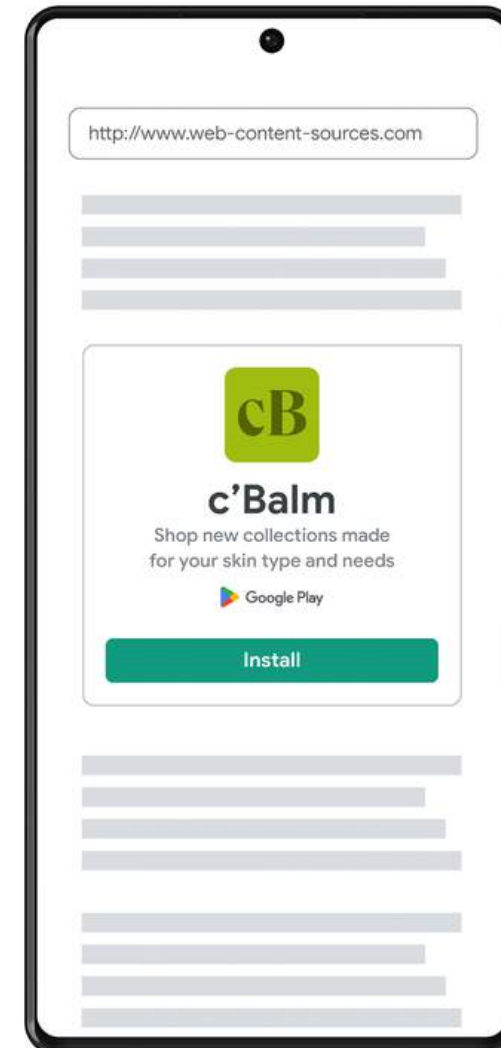 http://www.web-content-sources.com
cB
c’Balm
Shop new collections made
for your skin type and needs
Google Play
Install